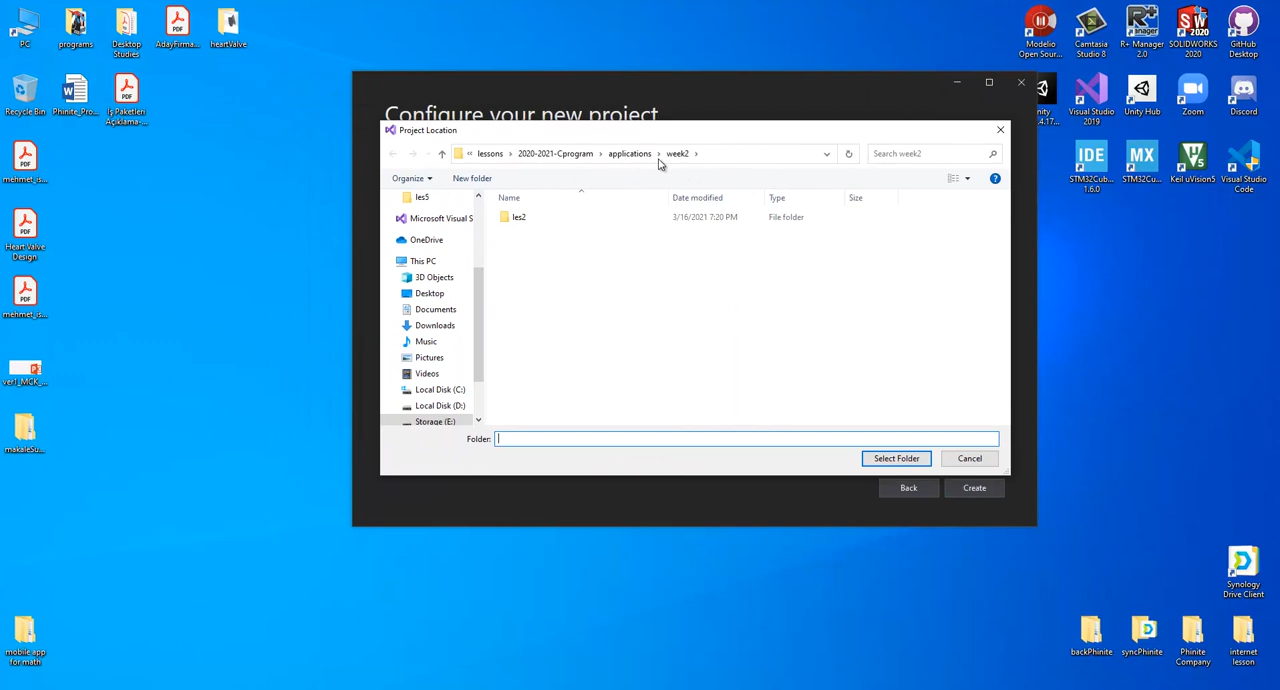 PC
programs
Desktop Studies
AdayFirma...
heartValve
Recycle Bin
Phinite_Pro...
İş Paketleri Açıklama-...
mehmet_is...
Heart Valve Design
mehmet_is...
ver1_MCK_...
makaleSu...
mobile app for math
Modelio Open Sour...
Camtasia Studio 8
R+ Manager 2.0
SOLIDWORKS 2020
GitHub Desktop
Unity 4.17...
Visual Studio 2019
Unity Hub
Zoom
Discord
STM32Cub... 1.6.0
STM32Cu...
Keil uVision5
Visual Studio Code
Synology Drive Client
backPhinite
syncPhinite
Phinite Company
internet lesson
Configure your new project
Project Location
« lessons › 2020-2021-Cprogram › applications › week2 ›
Search week2
Organize
New folder
Name
Date modified
Type
Size
les2
3/16/2021 7:20 PM
File folder
les5
Microsoft Visual S
OneDrive
This PC
3D Objects
Desktop
Documents
Downloads
Music
Pictures
Videos
Local Disk (C:)
Local Disk (D:)
Storage (E:)
Folder:
Select Folder
Cancel
Back
Create